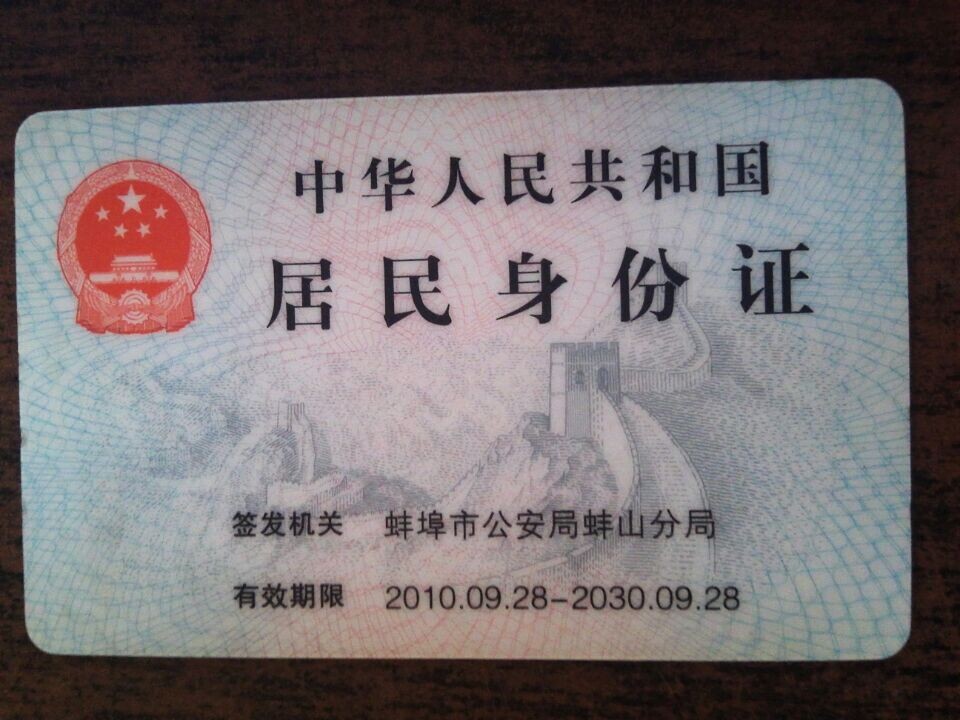 中华人民共和国
居民身份证
签发机关 蚌埠市公安局蚌山分局
有效期限 2010.09.28-2030.09.28